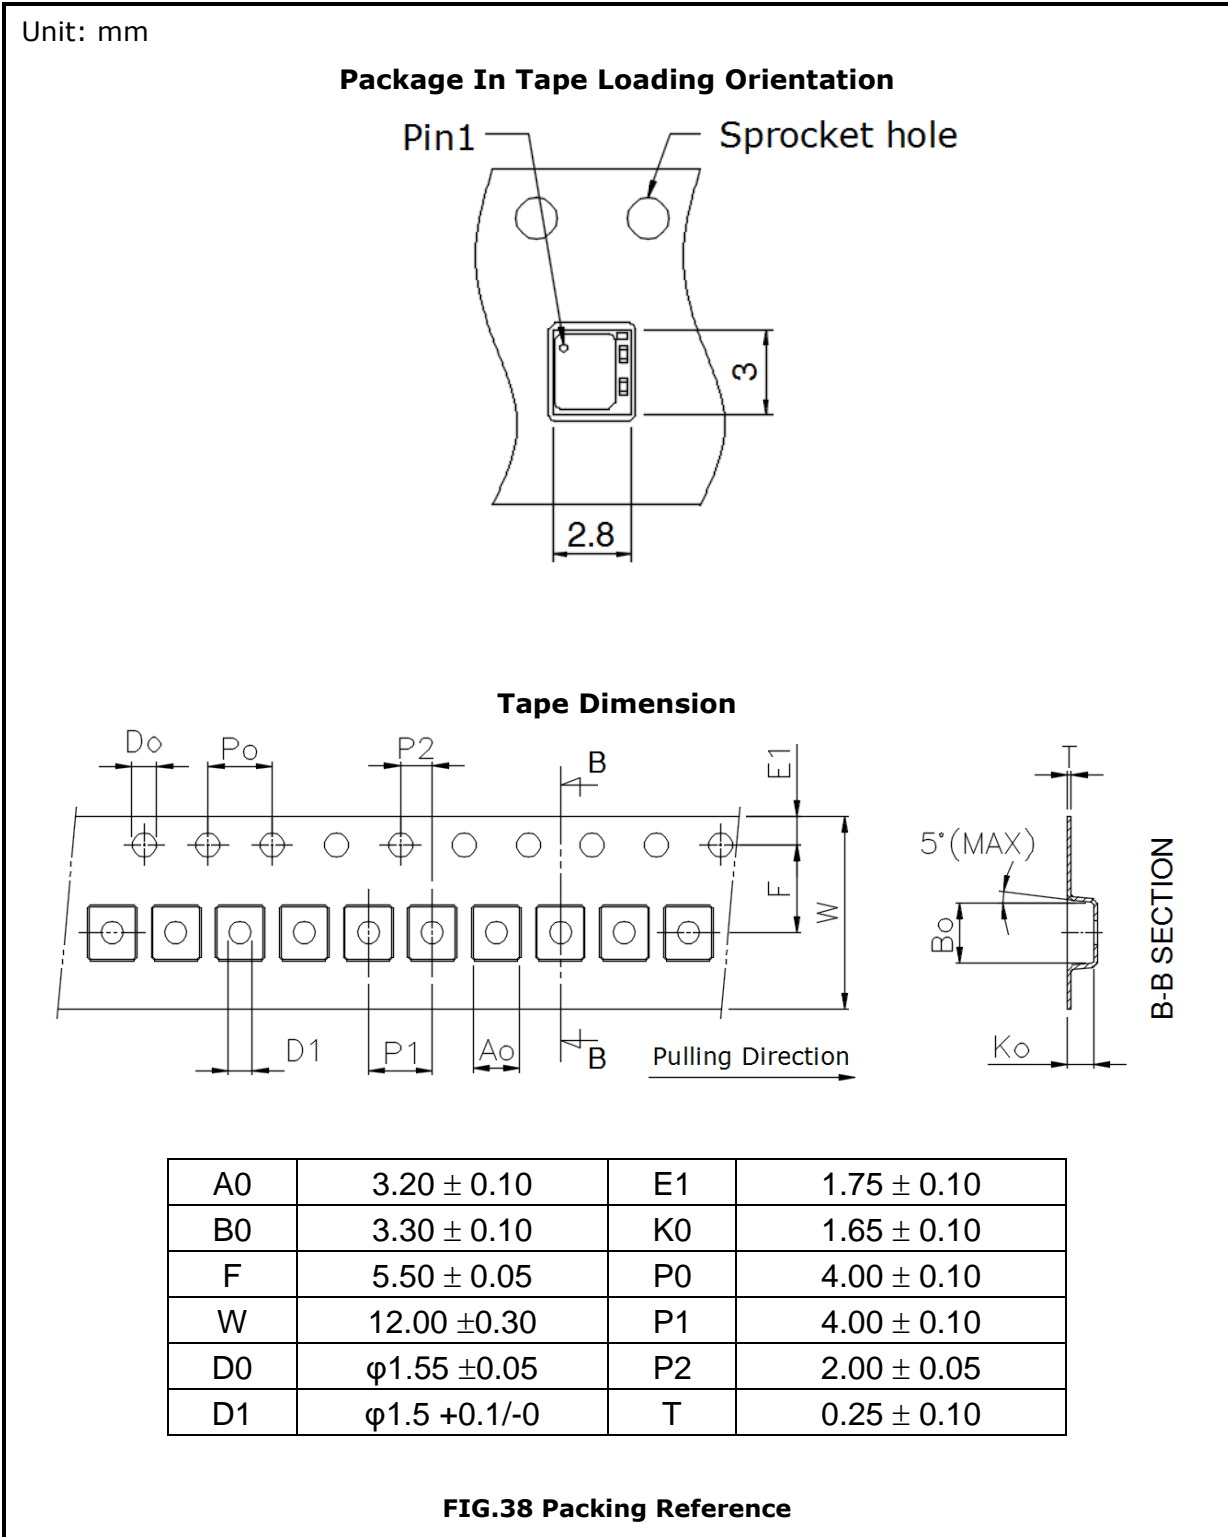 Unit: mm
Package In Tape Loading Orientation
Pin1
Sprocket hole
3
2.8
Tape Dimension
Do
Po
P2
B
E1
T
5°(MAX)
F
W
Bo
B-B SECTION
D1
P1
Ao
B
Pulling Direction
Ko
A0 3.20 ± 0.10 E1 1.75 ± 0.10
B0 3.30 ± 0.10 K0 1.65 ± 0.10
F 5.50 ± 0.05 P0 4.00 ± 0.10
W 12.00 ±0.30 P1 4.00 ± 0.10
D0 φ1.55 ±0.05 P2 2.00 ± 0.05
D1 φ1.5 +0.1/-0 T 0.25 ± 0.10
FIG.38 Packing Reference